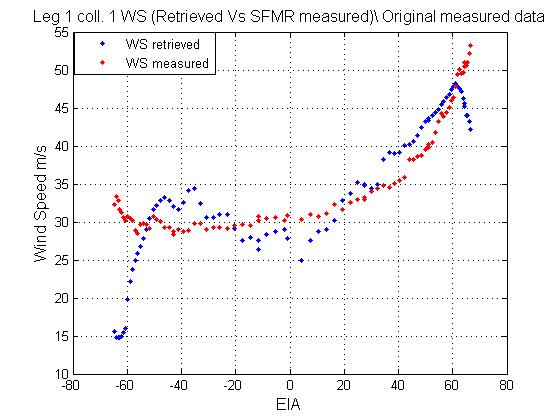 Leg 1 coll. 1 WS (Retrieved Vs SFMR measured)\ Original measured data
WS retrieved
WS measured
Wind Speed m/s
55
50
45
40
35
30
25
20
15
10
-80 -60 -40 -20 0 20 40 60 80
EIA